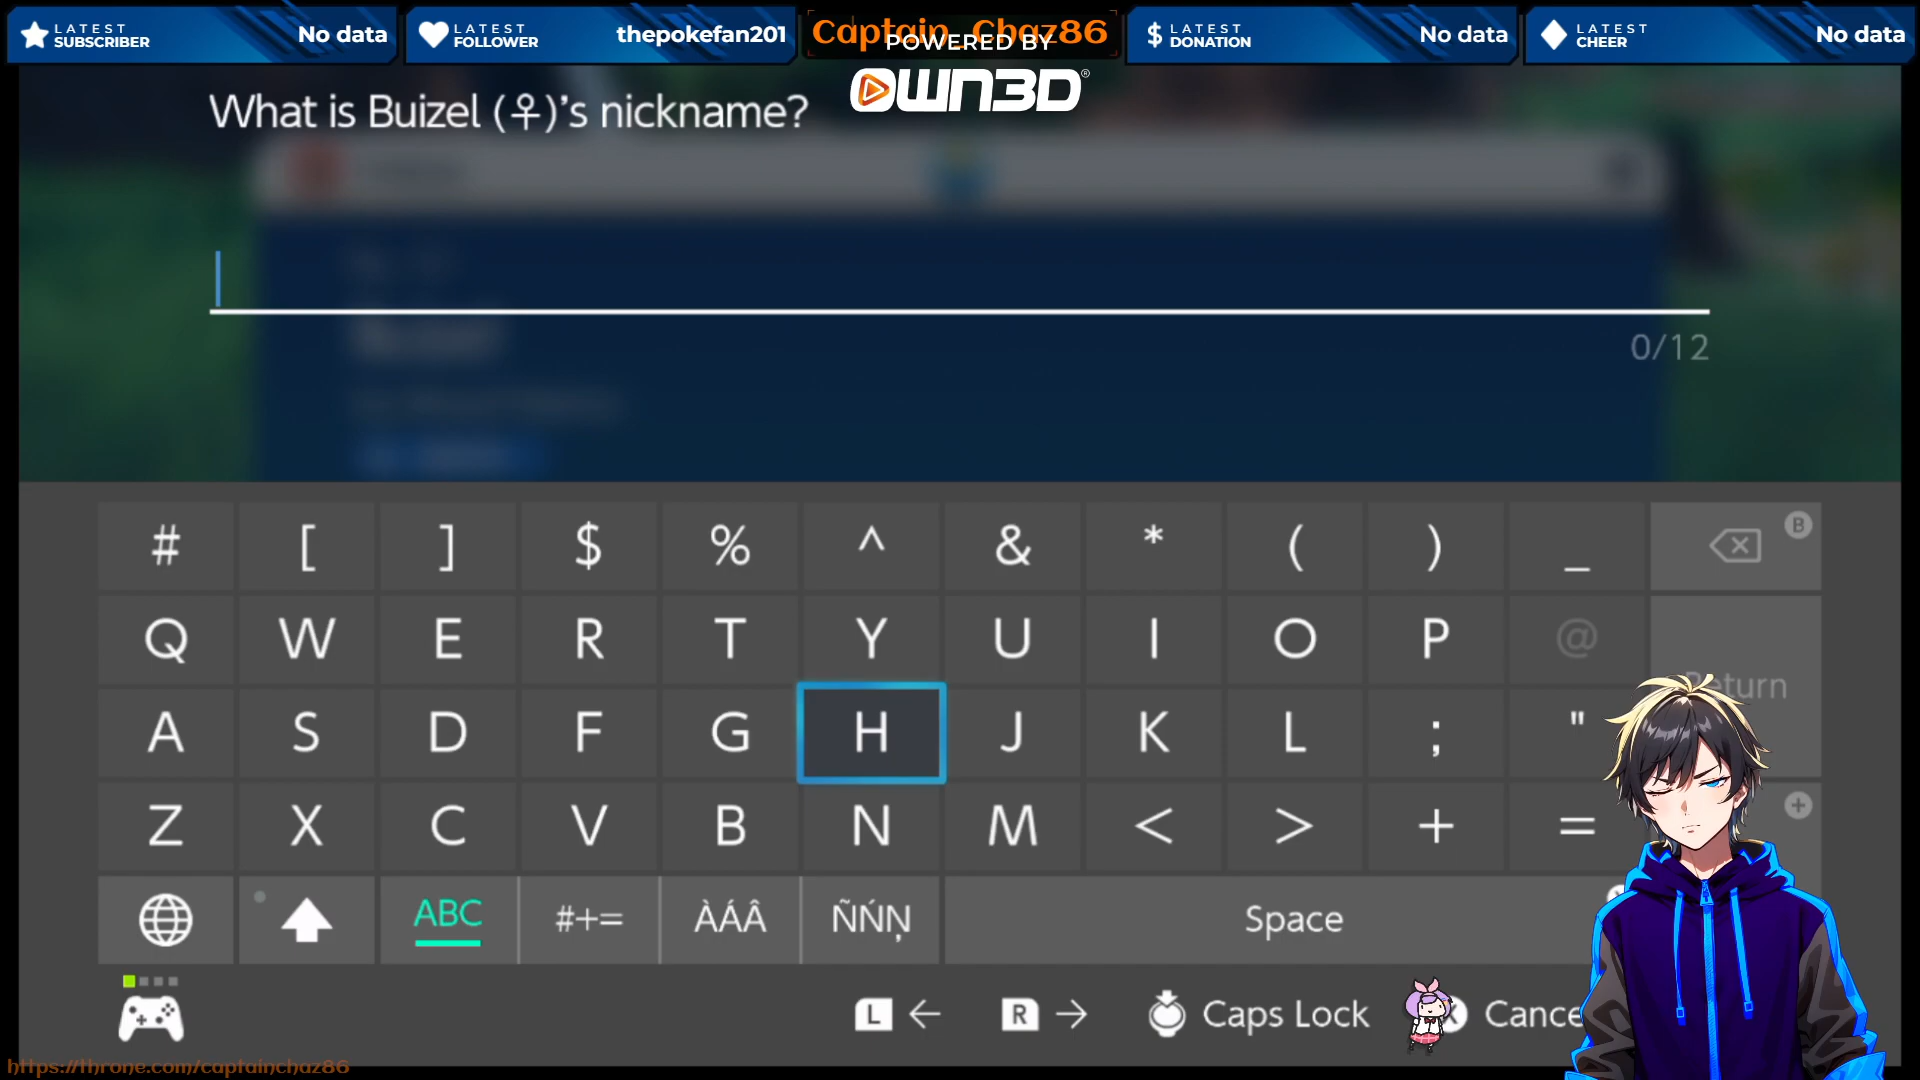 LATEST
SUBSCRIBER
No data
LATEST
FOLLOWER
thepokefan201
Captain_Chaz86
POWERED BY
OWN3D®
LATEST
DONATION
No data
LATEST
CHEER
No data
What is Buizel (♀)'s nickname?
0/12
# [ ] $ % ^ & * ( ) _ B
Q W E R T Y U I O P @
Return
A S D F G H J K L ; "
Z X C V B N M < > + = +
ABC #+= ÀÁÂ ÑŃŅ Space
L ← R → Caps Lock X Cance
https://throne.com/captainchaz86